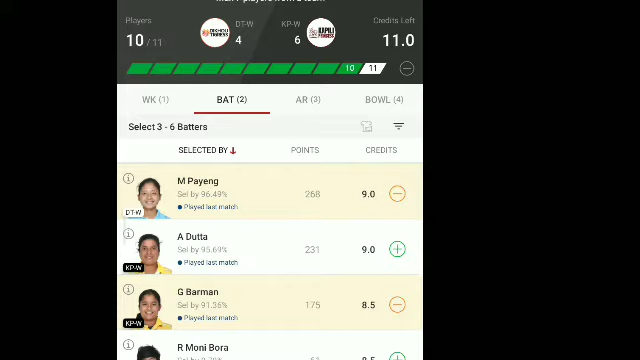 Players
DT-W
KP-W
Credits Left
10 / 11
4
6
11.0
10
11
WK (1)
BAT (2)
AR (3)
BOWL (4)
Select 3 - 6 Batters
SELECTED BY
POINTS
CREDITS
M Payeng
Sel by 96.49%
268
9.0
Played last match
DT-W
A Dutta
Sel by 95.69%
231
9.0
Played last match
KP-W
G Barman
Sel by 91.36%
175
8.5
Played last match
KP-W
R Moni Bora